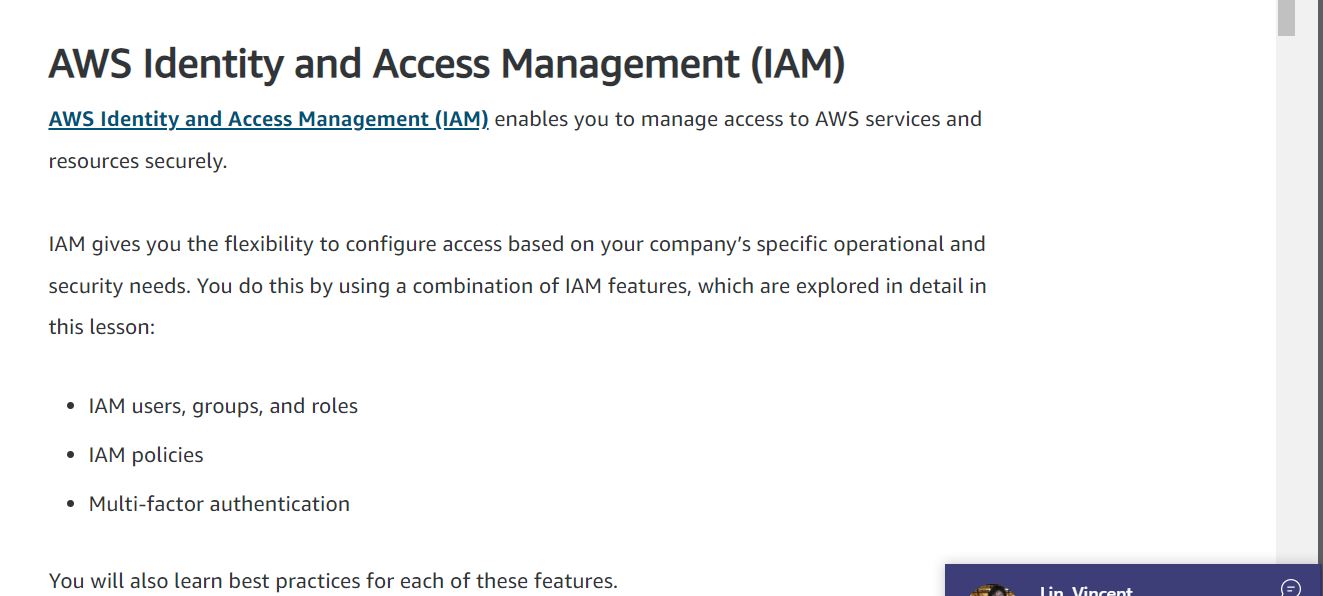 AWS Identity and Access Management (IAM)
AWS Identity and Access Management (IAM) enables you to manage access to AWS services and
resources securely.
IAM gives you the flexibility to configure access based on your company’s specific operational and
security needs. You do this by using a combination of IAM features, which are explored in detail in
this lesson:
• IAM users, groups, and roles
• IAM policies
• Multi-factor authentication
You will also learn best practices for each of these features.
Lin, Vincent